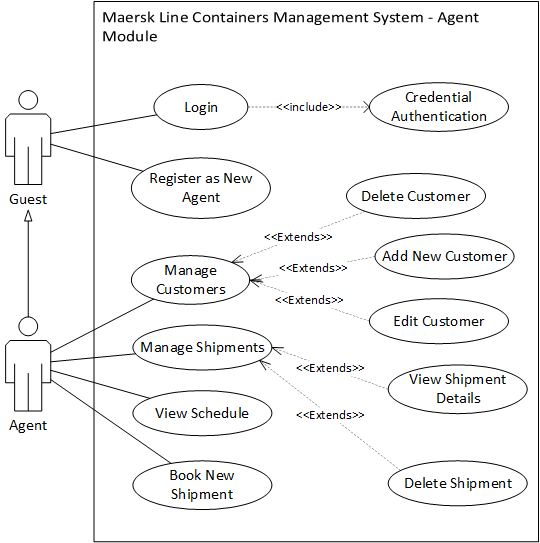 Maersk Line Containers Management System - Agent
Module
Login
<<include>>
Credential
Authentication
Guest
Register as New
Agent
Delete Customer
<<Extends>>
Manage
Customers
<<Extends>>
Add New Customer
<<Extends>>
Edit Customer
Agent
Manage Shipments
<<Extends>>
View Shipment
Details
View Schedule
<<Extends>>
Book New
Shipment
Delete Shipment